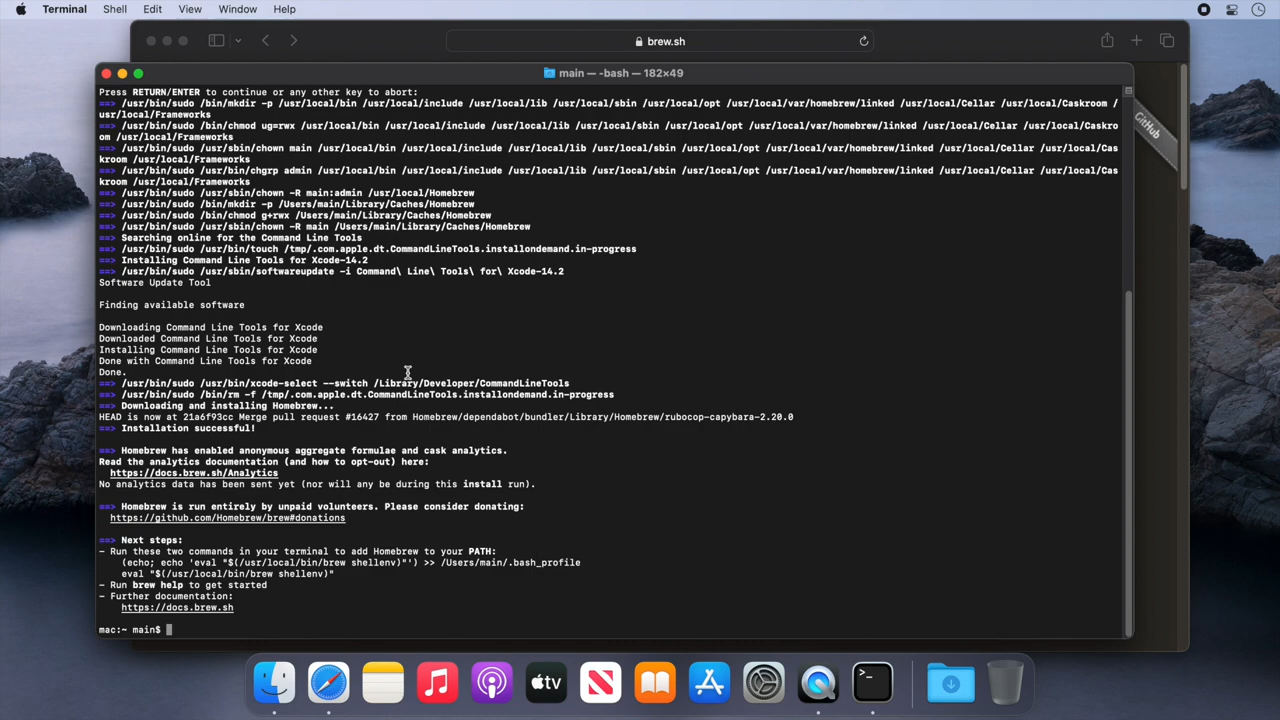 Terminal Shell Edit View Window Help
brew.sh
main — -bash — 182×49
GitHub
Press RETURN/ENTER to continue or any other key to abort:
==> /usr/bin/sudo /bin/mkdir -p /usr/local/bin /usr/local/include /usr/local/lib /usr/local/sbin /usr/local/opt /usr/local/var/homebrew/linked /usr/local/Cellar /usr/local/Caskroom /
usr/local/Frameworks
==> /usr/bin/sudo /bin/chmod ug=rwx /usr/local/bin /usr/local/include /usr/local/lib /usr/local/sbin /usr/local/opt /usr/local/var/homebrew/linked /usr/local/Cellar /usr/local/Caskro
om /usr/local/Frameworks
==> /usr/bin/sudo /usr/sbin/chown main /usr/local/bin /usr/local/include /usr/local/lib /usr/local/sbin /usr/local/opt /usr/local/var/homebrew/linked /usr/local/Cellar /usr/local/Cas
kroom /usr/local/Frameworks
==> /usr/bin/sudo /usr/bin/chgrp admin /usr/local/bin /usr/local/include /usr/local/lib /usr/local/sbin /usr/local/opt /usr/local/var/homebrew/linked /usr/local/Cellar /usr/local/Cas
kroom /usr/local/Frameworks
==> /usr/bin/sudo /usr/sbin/chown -R main:admin /usr/local/Homebrew
==> /usr/bin/sudo /bin/mkdir -p /Users/main/Library/Caches/Homebrew
==> /usr/bin/sudo /bin/chmod g+rwx /Users/main/Library/Caches/Homebrew
==> /usr/bin/sudo /usr/sbin/chown -R main /Users/main/Library/Caches/Homebrew
==> Searching online for the Command Line Tools
==> /usr/bin/sudo /usr/bin/touch /tmp/.com.apple.dt.CommandLineTools.installondemand.in-progress
==> Installing Command Line Tools for Xcode-14.2
==> /usr/bin/sudo /usr/sbin/softwareupdate -i Command\ Line\ Tools\ for\ Xcode-14.2
Software Update Tool
Finding available software
Downloading Command Line Tools for Xcode
Downloaded Command Line Tools for Xcode
Installing Command Line Tools for Xcode
Done with Command Line Tools for Xcode
Done.
==> /usr/bin/sudo /usr/bin/xcode-select --switch /Library/Developer/CommandLineTools
==> /usr/bin/sudo /bin/rm -f /tmp/.com.apple.dt.CommandLineTools.installondemand.in-progress
==> Downloading and installing Homebrew...
HEAD is now at 21a6f93cc Merge pull request #16427 from Homebrew/dependabot/bundler/Library/Homebrew/rubocop-capybara-2.20.0
==> Installation successful!
==> Homebrew has enabled anonymous aggregate formulae and cask analytics.
Read the analytics documentation (and how to opt-out) here:
https://docs.brew.sh/Analytics
No analytics data has been sent yet (nor will any be during this install run).
==> Homebrew is run entirely by unpaid volunteers. Please consider donating:
https://github.com/Homebrew/brew#donations
==> Next steps:
- Run these two commands in your terminal to add Homebrew to your PATH:
(echo; echo 'eval "$(/usr/local/bin/brew shellenv)"') >> /Users/main/.bash_profile
eval "$(/usr/local/bin/brew shellenv)"
- Run brew help to get started
- Further documentation:
https://docs.brew.sh
mac:~ main$
tv
>_